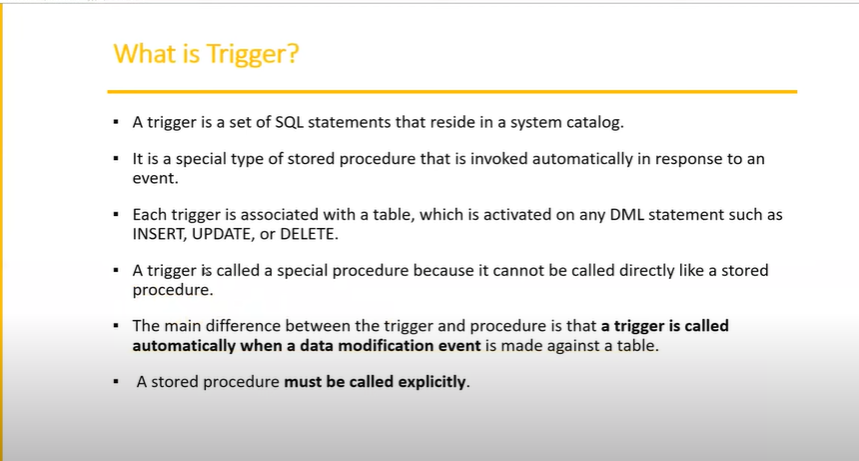 What is Trigger?
▪ A trigger is a set of SQL statements that reside in a system catalog.
▪ It is a special type of stored procedure that is invoked automatically in response to an
event.
▪ Each trigger is associated with a table, which is activated on any DML statement such as
INSERT, UPDATE, or DELETE.
▪ A trigger is called a special procedure because it cannot be called directly like a stored
procedure.
▪ The main difference between the trigger and procedure is that a trigger is called
automatically when a data modification event is made against a table.
▪ A stored procedure must be called explicitly.